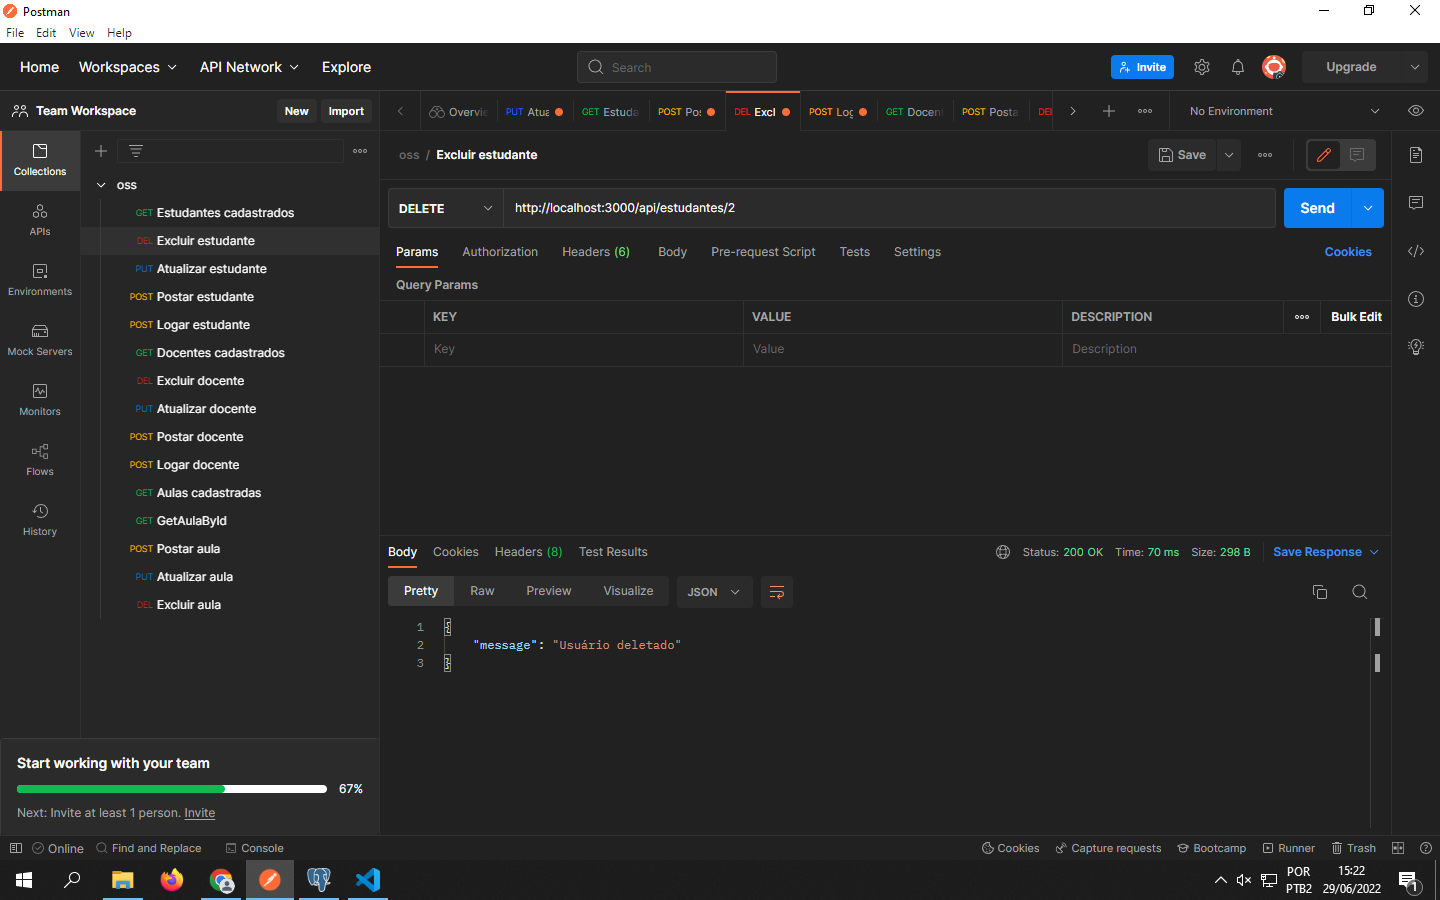 Postman
File Edit View Help
Home Workspaces API Network Explore Search Invite Upgrade
Team Workspace New Import
Overvie PUT Atua GET Estuda POST Pos DEL Excl POST Log GET Docent POST Posta DEL No Environment
Collections
APIs
Environments
Mock Servers
Monitors
Flows
History
oss
GET Estudantes cadastrados
DEL Excluir estudante
PUT Atualizar estudante
POST Postar estudante
POST Logar estudante
GET Docentes cadastrados
DEL Excluir docente
PUT Atualizar docente
POST Postar docente
POST Logar docente
GET Aulas cadastradas
GET GetAulaById
POST Postar aula
PUT Atualizar aula
DEL Excluir aula
Start working with your team
67%
Next: Invite at least 1 person. Invite
oss / Excluir estudante Save
DELETE http://localhost:3000/api/estudantes/2 Send
Params Authorization Headers (6) Body Pre-request Script Tests Settings Cookies
Query Params
KEY VALUE DESCRIPTION Bulk Edit
Key Value Description
Body Cookies Headers (8) Test Results Status: 200 OK Time: 70 ms Size: 298 B Save Response
Pretty Raw Preview Visualize JSON
1 {
2 "message": "Usuário deletado"
3 }
Online Find and Replace Console Cookies Capture requests Bootcamp Runner Trash
POR 15:22
PTB2 29/06/2022 1